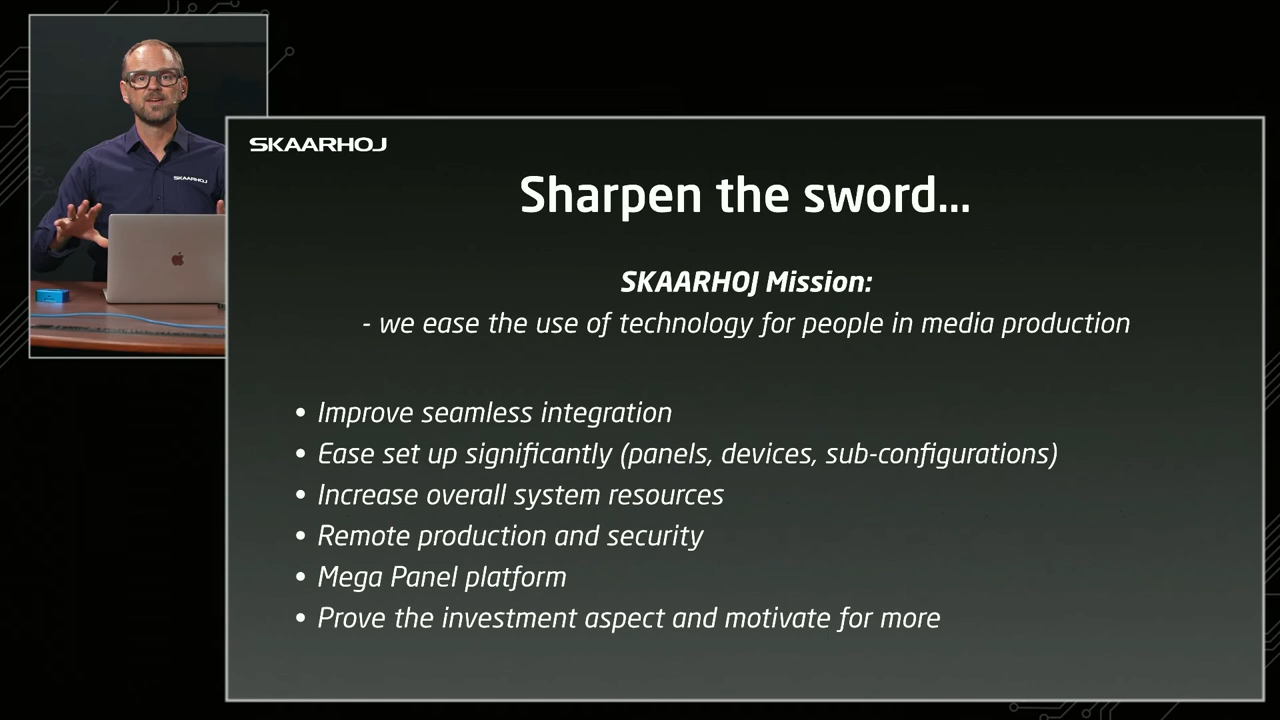 SKAARHOJ
SKAARHOJ
Sharpen the sword...
SKAARHOJ Mission:
- we ease the use of technology for people in media production
• Improve seamless integration
• Ease set up significantly (panels, devices, sub-configurations)
• Increase overall system resources
• Remote production and security
• Mega Panel platform
• Prove the investment aspect and motivate for more